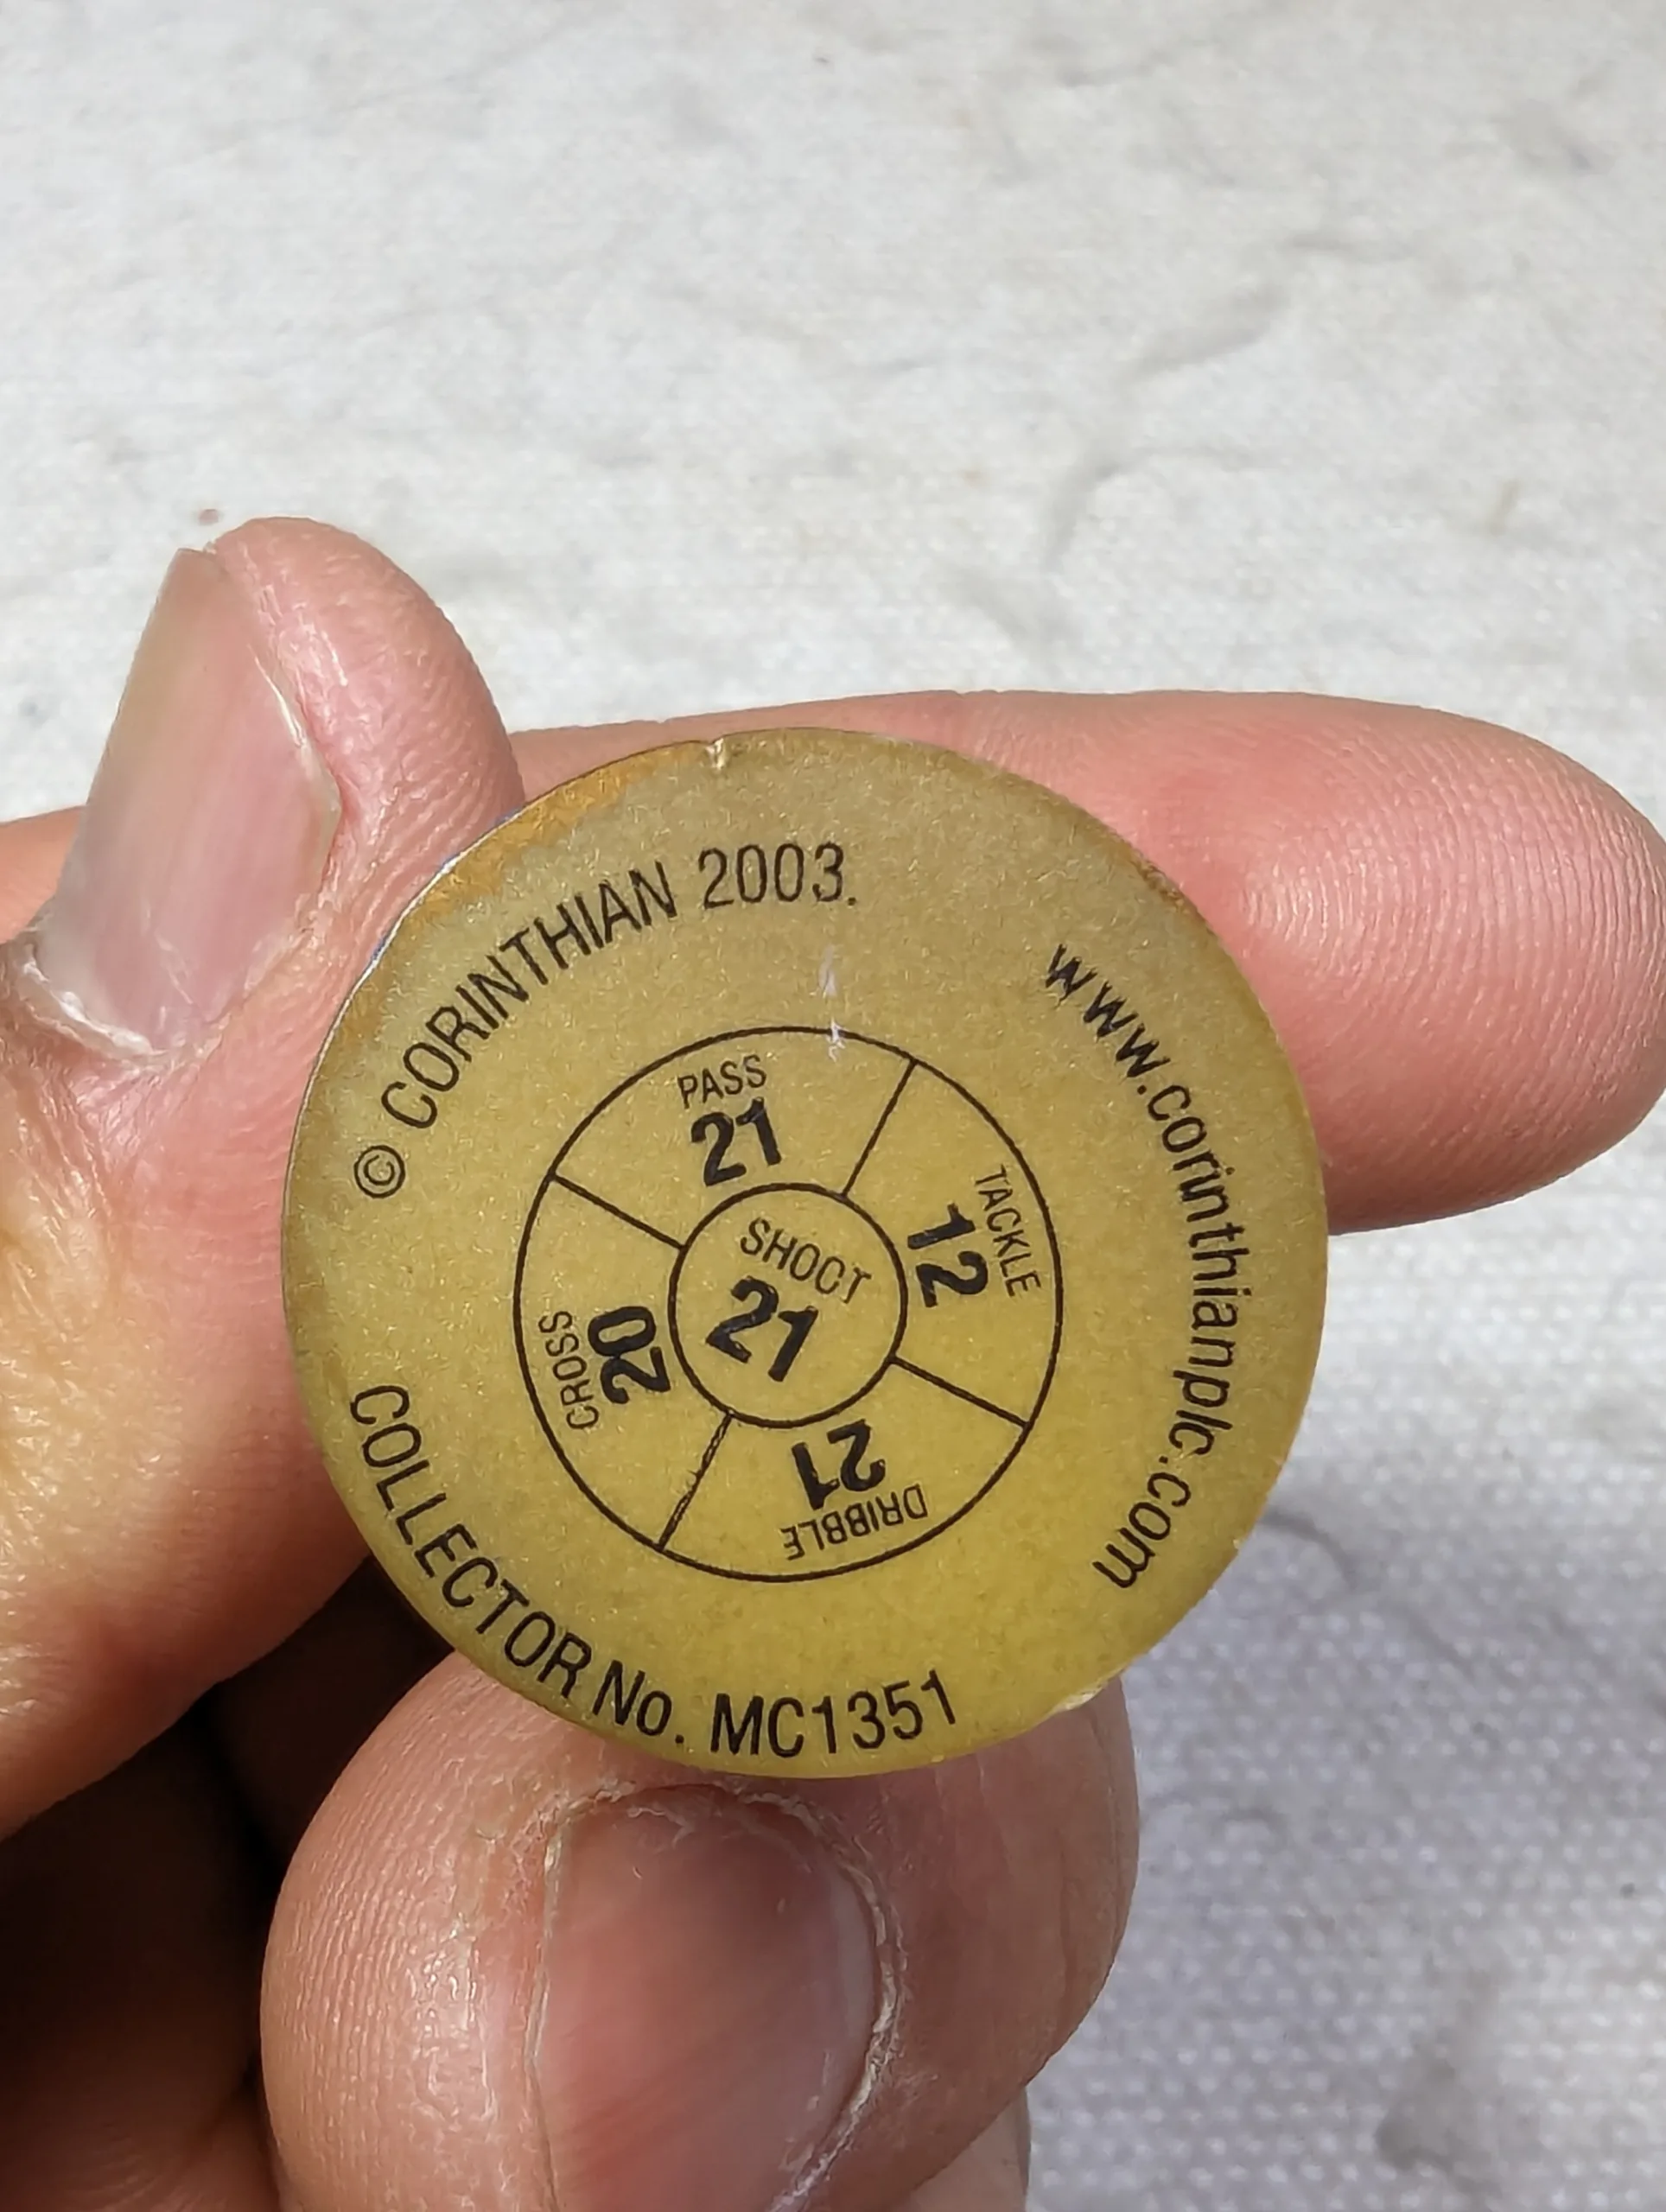 © CORINTHIAN 2003.
www.corinthianplc.com
PASS
21
TACKLE
12
SHOOT
21
CROSS
20
DRIBBLE
21
COLLECTOR No. MC1351